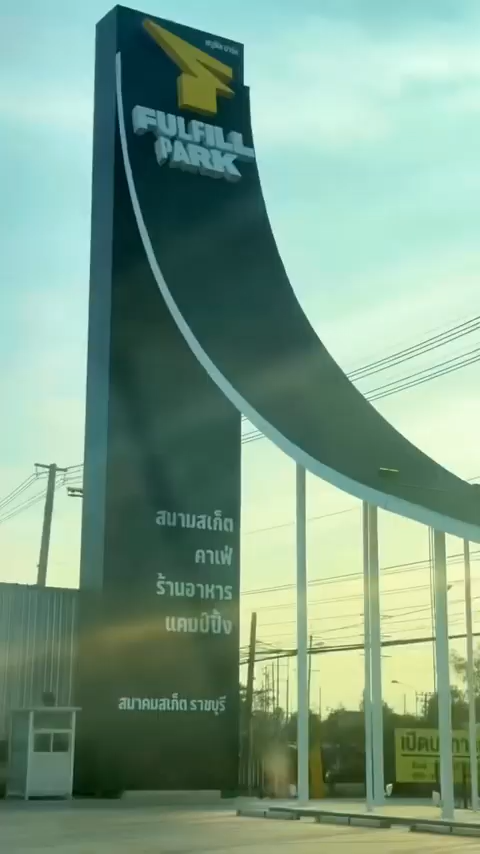 FULFILL
PARK
สนามสเก็ต
คาเฟ่
ร้านอาหาร
แคมป์ปิ้ง
สมาคมสเก็ต ราชบุรี